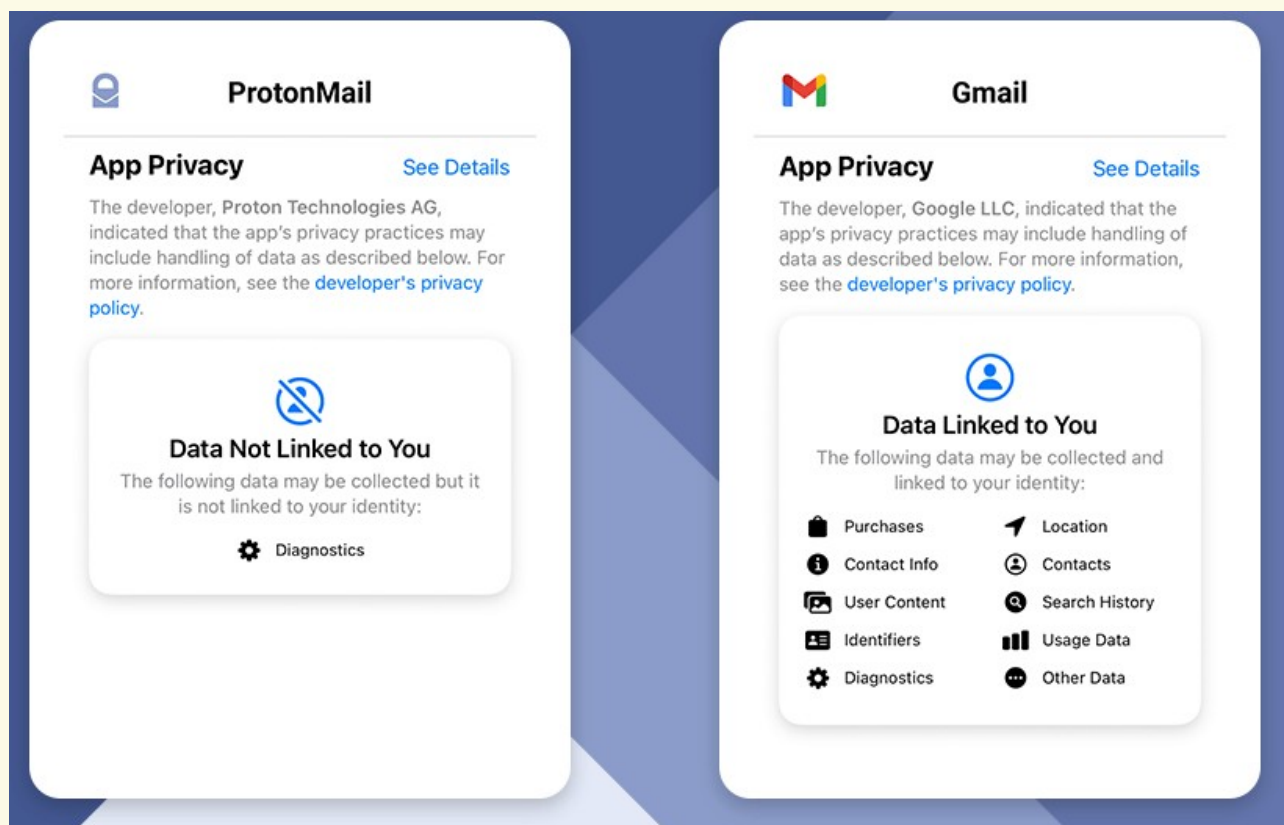 ProtonMail
App Privacy
See Details
The developer, Proton Technologies AG,
indicated that the app's privacy practices may
include handling of data as described below. For
more information, see the developer's privacy
policy.
Data Not Linked to You
The following data may be collected but it
is not linked to your identity:
Diagnostics
Gmail
App Privacy
See Details
The developer, Google LLC, indicated that the
app's privacy practices may include handling of
data as described below. For more information,
see the developer's privacy policy.
Data Linked to You
The following data may be collected and
linked to your identity:
Purchases
Location
Contact Info
Contacts
User Content
Search History
Identifiers
Usage Data
Diagnostics
Other Data